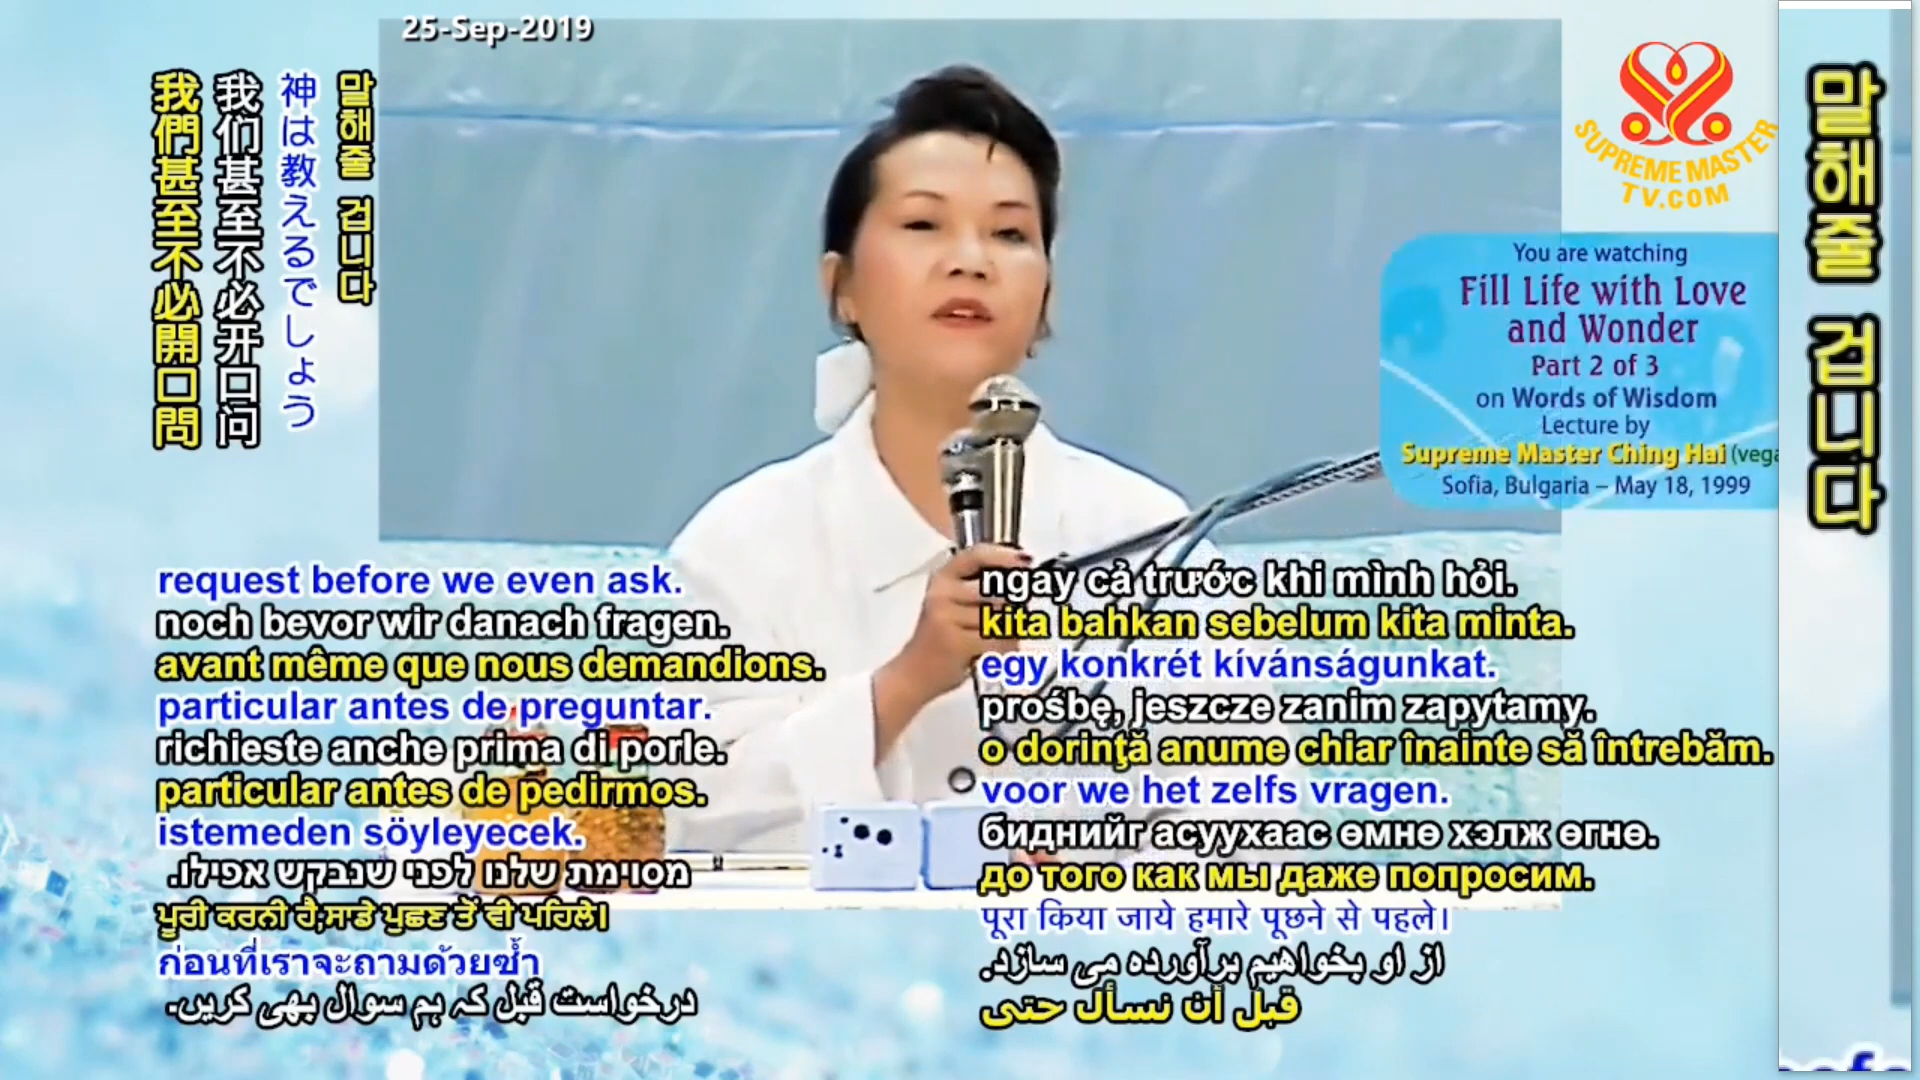 25-Sep-2019
말해줄 겁니다
神は教えるでしょう
我们甚至不必开口问
我們甚至不必開口問
SUPREME MASTER
TV.COM
You are watching
Fill Life with Love
and Wonder
Part 2 of 3
on Words of Wisdom
Lecture by
Supreme Master Ching Hai (vega
Sofia, Bulgaria – May 18, 1999
말해줄 겁니다
request before we even ask.
noch bevor wir danach fragen.
avant même que nous demandions.
particular antes de preguntar.
richieste anche prima di porle.
particular antes de pedirmos.
istemeden söyleyecek.
מסוימת שלנו לפני שנבקש אפילו.
ਪੂਰੀ ਕਰਨੀ ਹੈ;ਸਾਡੇ ਪੁਛਣ ਤੋਂ ਵੀ ਪਹਿਲੇ।
ก่อนที่เราจะถามด้วยซ้ำ
درخواست قبل کہ ہم سوال بھی کریں.
ngay cả trước khi mình hỏi.
kita bahkan sebelum kita minta.
egy konkrét kívánságunkat.
prośbę, jeszcze zanim zapytamy.
o dorinţă anume chiar înainte să întrebăm.
voor we het zelfs vragen.
биднийг асуухаас өмнө хэлж өгнө.
до того как мы даже попросим.
पूरा किया जाये हमारे पूछने से पहले।
از او بخواهیم برآورده می سازد.
قبل أن نسأل حتى